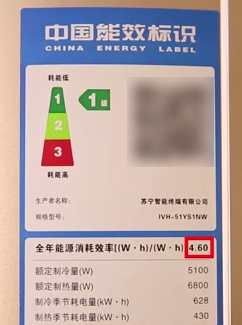 中国能效标识
CHINA ENERGY LABEL
耗能低
1
1级
2
3
耗能高
生产者名称: 苏宁智能终端有限公司
规格型号: IVH-51Y51NW
全年能源消耗效率[(W·h)/(W·h)] 4.60
额定制冷量(W) 5100
额定制热量(W) 6800
制冷季节耗电量(kW·h) 628
制热季节耗电量(kW·h) 430